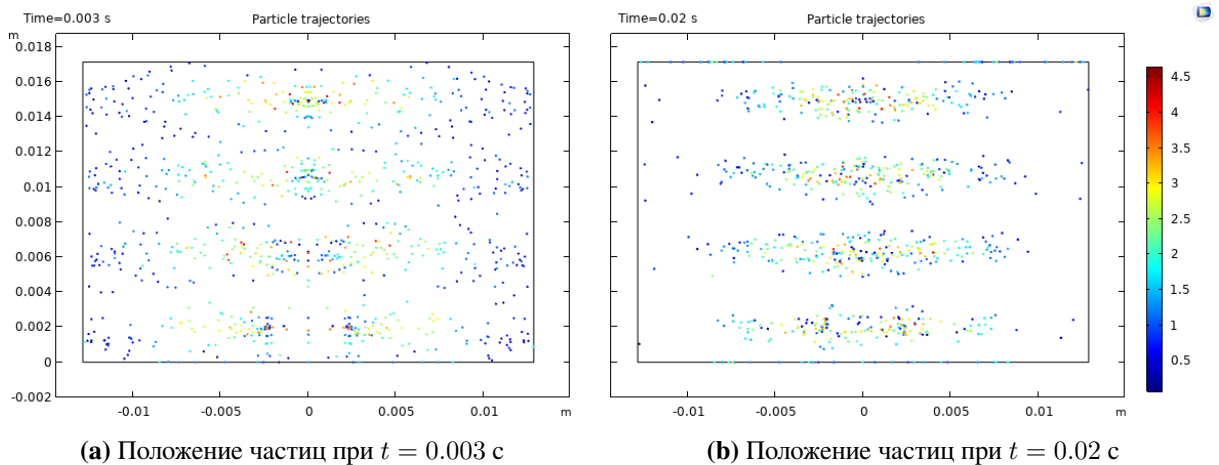 Time=0.003 s Particle trajectories
m
0.018
0.016
0.014
0.012
0.01
0.008
0.006
0.004
0.002
0
-0.002
-0.01 -0.005 0 0.005 0.01 m
Time=0.02 s Particle trajectories
-0.01 -0.005 0 0.005 0.01 m
4.5
4
3.5
3
2.5
2
1.5
1
0.5
(a) Положение частиц при t = 0.003 с
(b) Положение частиц при t = 0.02 с